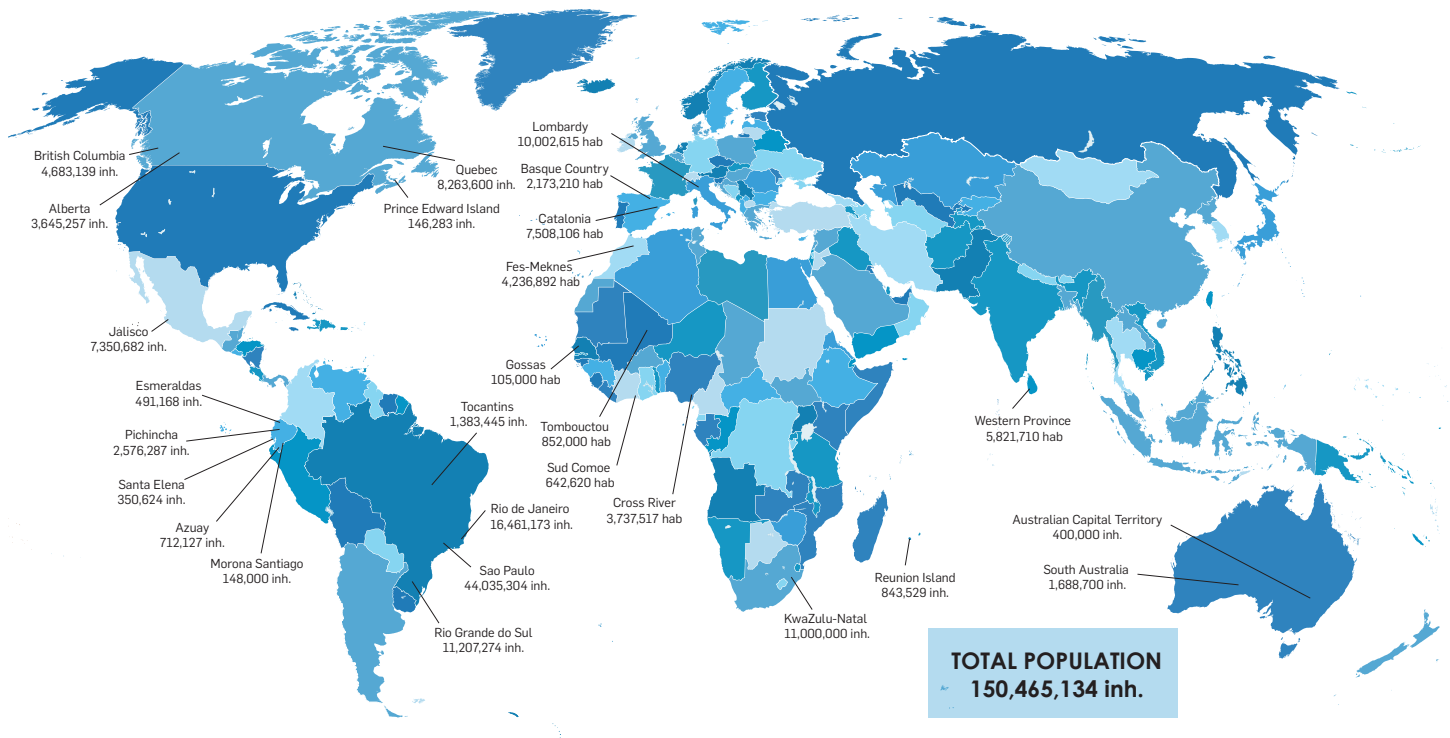 British Columbia
4,683,139 inh.
Alberta
3,645,257 inh.
Quebec
8,263,600 inh.
Prince Edward Island
146,283 inh.
Lombardy
10,002,615 inh.
Basque Country
2,173,210 hab
Catalonia
7,508,106 hab
Fes-Meknes
4,236,892 hab
Jalisco
7,350,682 inh.
Esmeraldas
491,168 inh.
Pichincha
2,576,287 inh.
Santa Elena
350,624 inh.
Azuay
712,127 inh.
Morona Santiago
148,000 inh.
Tocantins
1,383,445 inh.
Rio de Janeiro
16,461,173 inh.
Sao Paulo
44,035,304 inh.
Rio Grande do Sul
11,207,274 inh.
Gossas
105,000 hab
Tombouctou
852,000 hab
Sud Comoe
642,620 hab
Cross River
3,737,517 hab
KwaZulu-Natal
11,000,000 inh.
Reunion Island
843,529 inh.
Western Province
5,821,710 hab
Australian Capital Territory
400,000 inh.
South Australia
1,688,700 inh.
TOTAL POPULATION
150,465,134 inh.